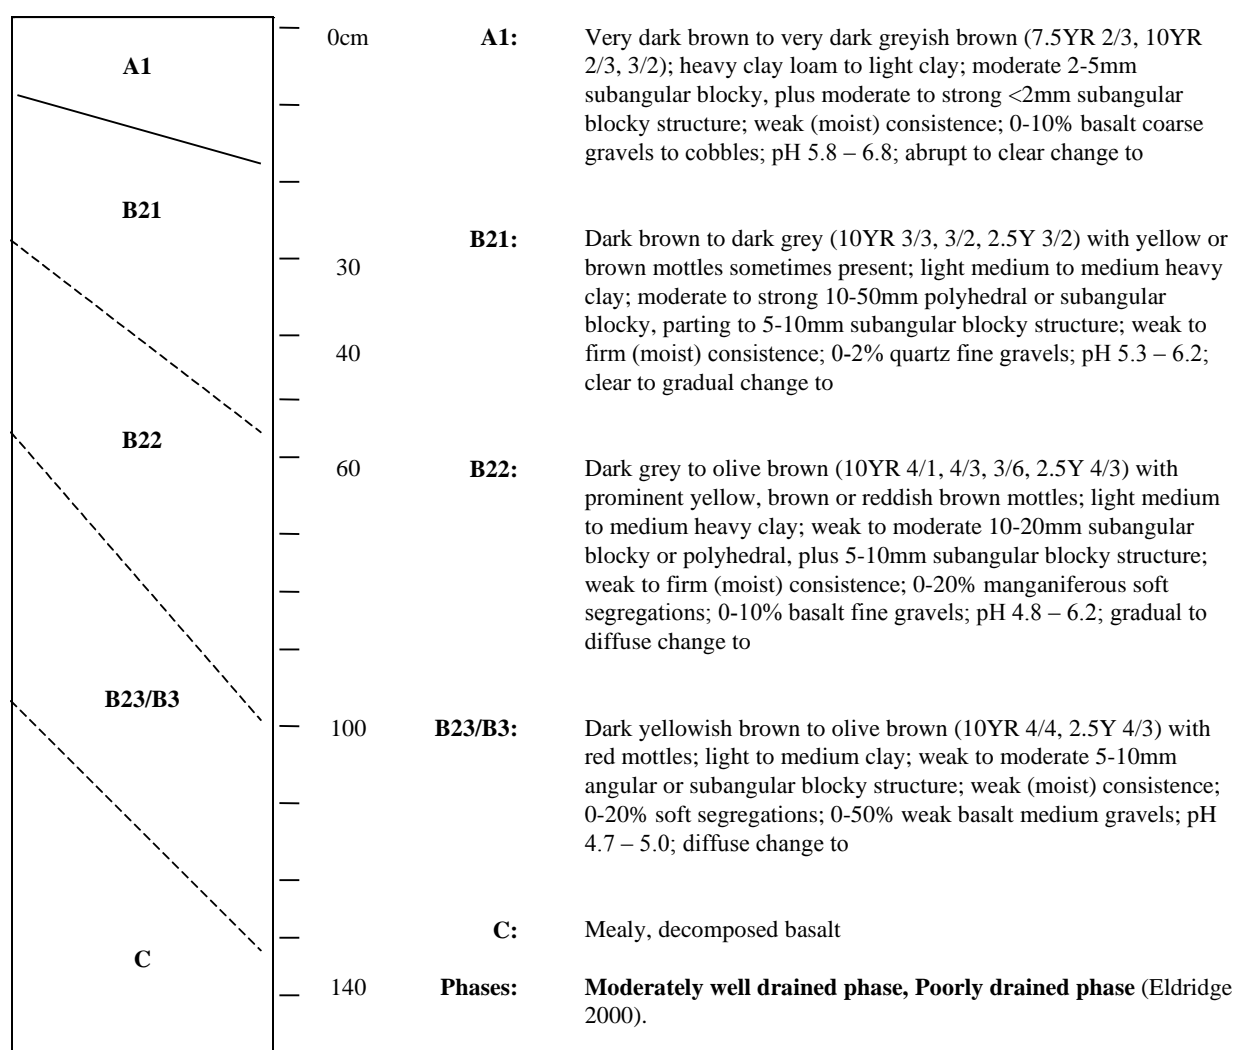 A1
B21
B22
B23/B3
C
0cm
30
40
60
100
140
A1: Very dark brown to very dark greyish brown (7.5YR 2/3, 10YR
2/3, 3/2); heavy clay loam to light clay; moderate 2-5mm
subangular blocky, plus moderate to strong <2mm subangular
blocky structure; weak (moist) consistence; 0-10% basalt coarse
gravels to cobbles; pH 5.8 – 6.8; abrupt to clear change to
B21: Dark brown to dark grey (10YR 3/3, 3/2, 2.5Y 3/2) with yellow or
brown mottles sometimes present; light medium to medium heavy
clay; moderate to strong 10-50mm polyhedral or subangular
blocky, parting to 5-10mm subangular blocky structure; weak to
firm (moist) consistence; 0-2% quartz fine gravels; pH 5.3 – 6.2;
clear to gradual change to
B22: Dark grey to olive brown (10YR 4/1, 4/3, 3/6, 2.5Y 4/3) with
prominent yellow, brown or reddish brown mottles; light medium
to medium heavy clay; weak to moderate 10-20mm subangular
blocky or polyhedral, plus 5-10mm subangular blocky structure;
weak to firm (moist) consistence; 0-20% manganiferous soft
segregations; 0-10% basalt fine gravels; pH 4.8 – 6.2; gradual to
diffuse change to
B23/B3: Dark yellowish brown to olive brown (10YR 4/4, 2.5Y 4/3) with
red mottles; light to medium clay; weak to moderate 5-10mm
angular or subangular blocky structure; weak (moist) consistence;
0-20% soft segregations; 0-50% weak basalt medium gravels; pH
4.7 – 5.0; diffuse change to
C: Mealy, decomposed basalt
Phases: Moderately well drained phase, Poorly drained phase (Eldridge
2000).